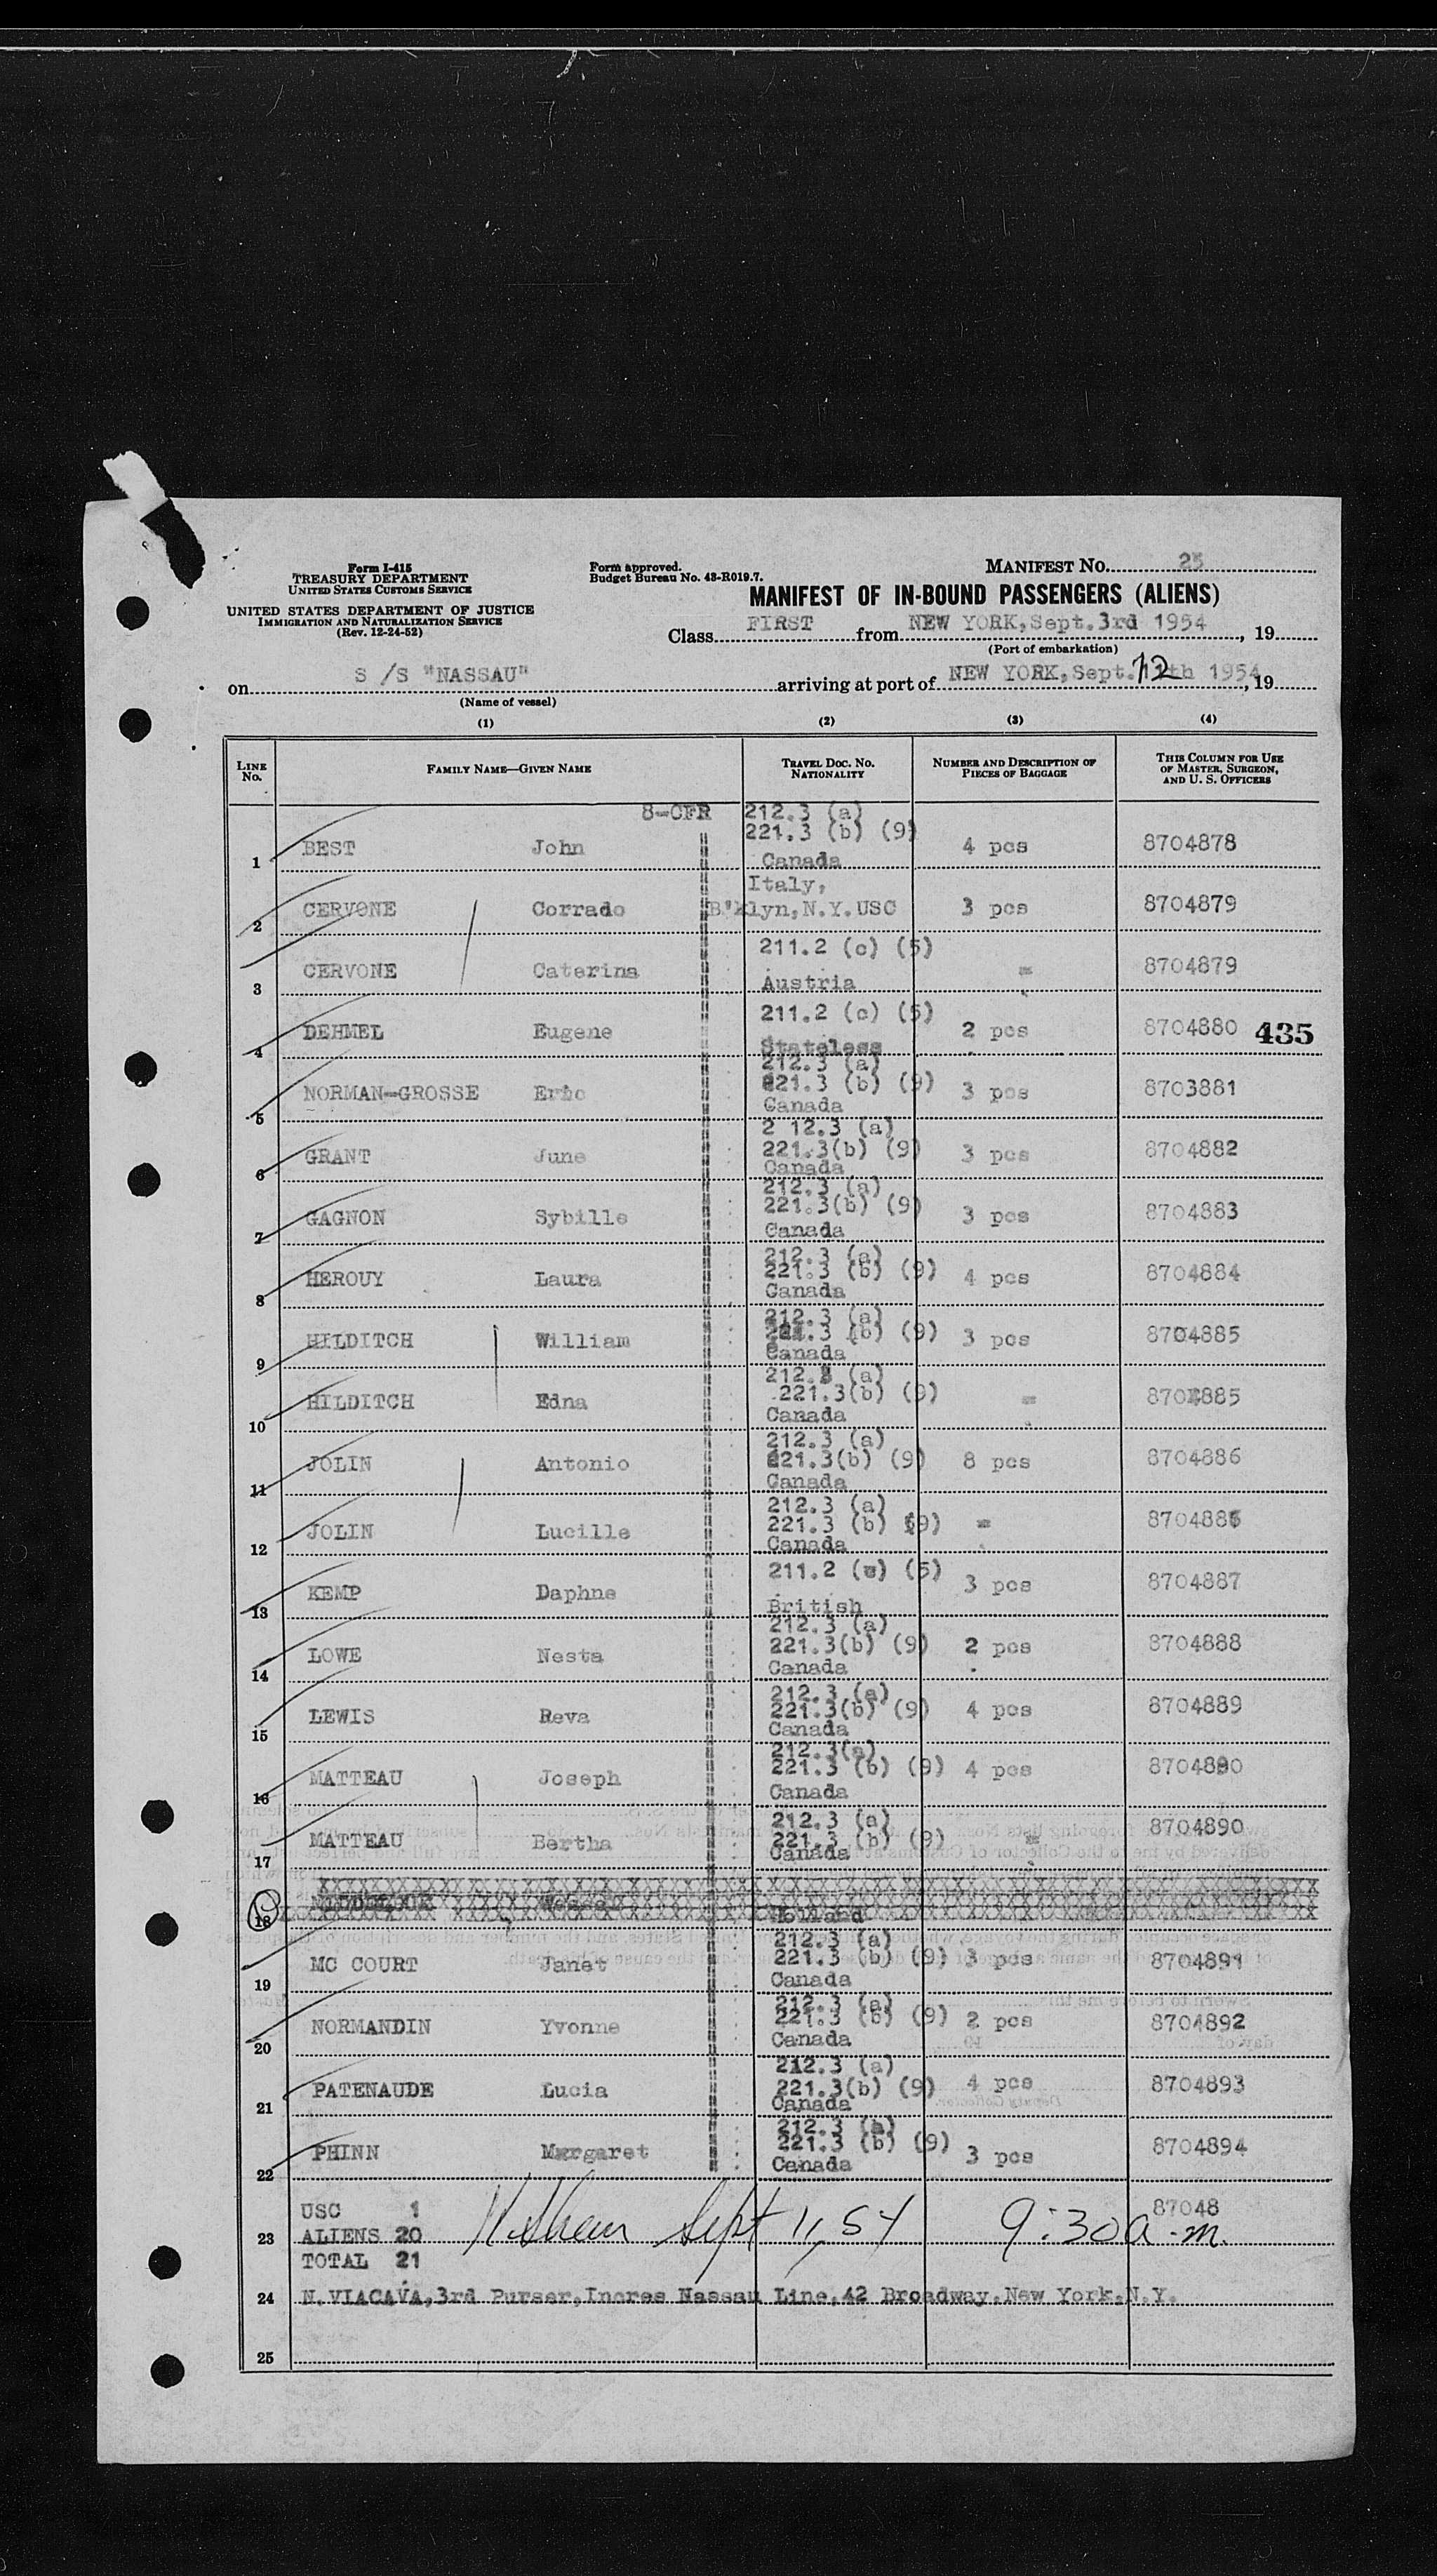 Form I-415
TREASURY DEPARTMENT
UNITED STATES CUSTOMS SERVICE
UNITED STATES DEPARTMENT OF JUSTICE
IMMIGRATION AND NATURALIZATION SERVICE
(Rev. 12-24-52)
Form approved.
Budget Bureau No. 43-R019.7.
MANIFEST No. 25
MANIFEST OF IN-BOUND PASSENGERS (ALIENS)
Class FIRST from NEW YORK, Sept. 3rd 1954, 19
(Port of embarkation)
on S/S "NASSAU" arriving at port of NEW YORK, Sept. 12th 1954, 19
(Name of vessel)
(1) (2) (3) (4)
LINE No. FAMILY NAME—GIVEN NAME TRAVEL DOC. No. NATIONALITY NUMBER AND DESCRIPTION OF PIECES OF BAGGAGE THIS COLUMN FOR USE OF MASTER, SURGEON, AND U. S. OFFICERS
8-CFR 212.3 (a)
221.3 (b) (9)
1 BEST John Canada 4 pcs 8704878
Italy,
2 CERVONE Corrado B'klyn, N.Y. USC 3 pcs 8704879
211.2 (c) (5)
3 CERVONE Caterina Austria " 8704879
211.2 (c) (5)
4 DEHMEL Eugene Stateless 2 pcs 8704880 435
212.3 (a)
221.3 (b) (9)
5 NORMAN-GROSSE Canada 3 pcs 8703881
2 12.3 (a)
221.3(b) (9)
6 GRANT June Canada 3 pcs 8704882
212.3 (a)
221.3(b) (9)
7 GAGNON Sybille Canada 3 pcs 8704883
212.3 (a)
221.3 (b) (9)
8 HEROUY Laura Canada 4 pcs 8704884
212.3 (a)
221.3 (b) (9)
9 HILDITCH William Canada 3 pcs 8704885
212.3 (a)
221.3(b) (9)
10 HILDITCH Edna Canada " 8704885
212.3 (a)
221.3(b) (9)
11 JOLIN Antonio Canada 8 pcs 8704886
212.3 (a)
221.3 (b) (9)
12 JOLIN Lucille Canada " 8704886
211.2 (c) (5)
13 KEMP Daphne British 3 pcs 8704887
212.3 (a)
221.3(b) (9)
14 LOWE Nesta Canada 2 pcs 8704888
212.3 (a)
221.3(b) (9)
15 LEWIS Reva Canada 4 pcs 8704889
212.3(a)
221.3 (b) (9)
16 MATTEAU Joseph Canada 4 pcs 8704890
212.3 (a)
221.3 (b) (9)
17 MATTEAU Bertha Canada " 8704890
18 Holland
212.3 (a)
221.3 (b) (9)
19 MC COURT Janet Canada 3 pcs 8704891
212.3 (a)
221.3 (b) (9)
20 NORMANDIN Yvonne Canada 2 pcs 8704892
212.3 (a)
221.3(b) (9)
21 PATENAUDE Lucia Canada 4 pcs 8704893
212.3 (a)
221.3 (b) (9)
22 PHINN Margaret Canada 3 pcs 8704894
USC 1 87048
23 ALIENS 20 Sept 11, 54 9:30 a.m.
TOTAL 21
24 N. VIACAVA, 3rd Purser, Incres Nassau Line, 42 Broadway, New York, N.Y.
25